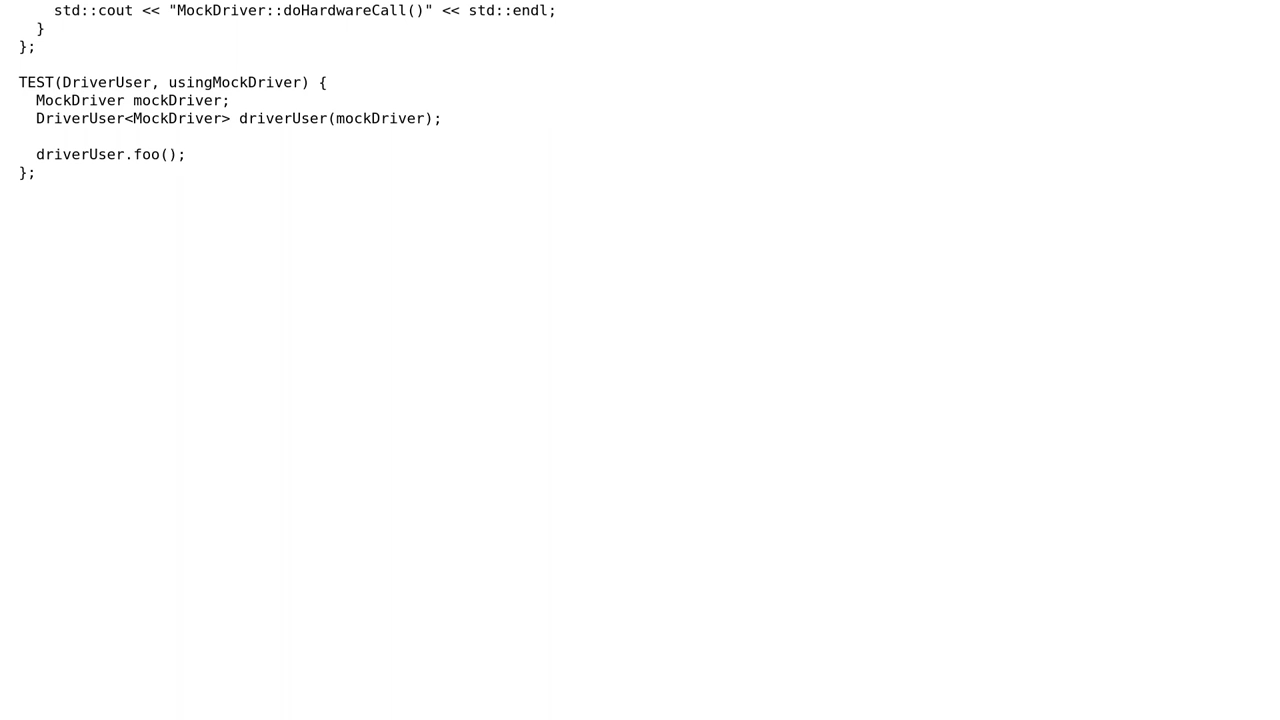 std::cout << "MockDriver::doHardwareCall()" << std::endl;
  }
};

TEST(DriverUser, usingMockDriver) {
  MockDriver mockDriver;
  DriverUser<MockDriver> driverUser(mockDriver);

  driverUser.foo();
};